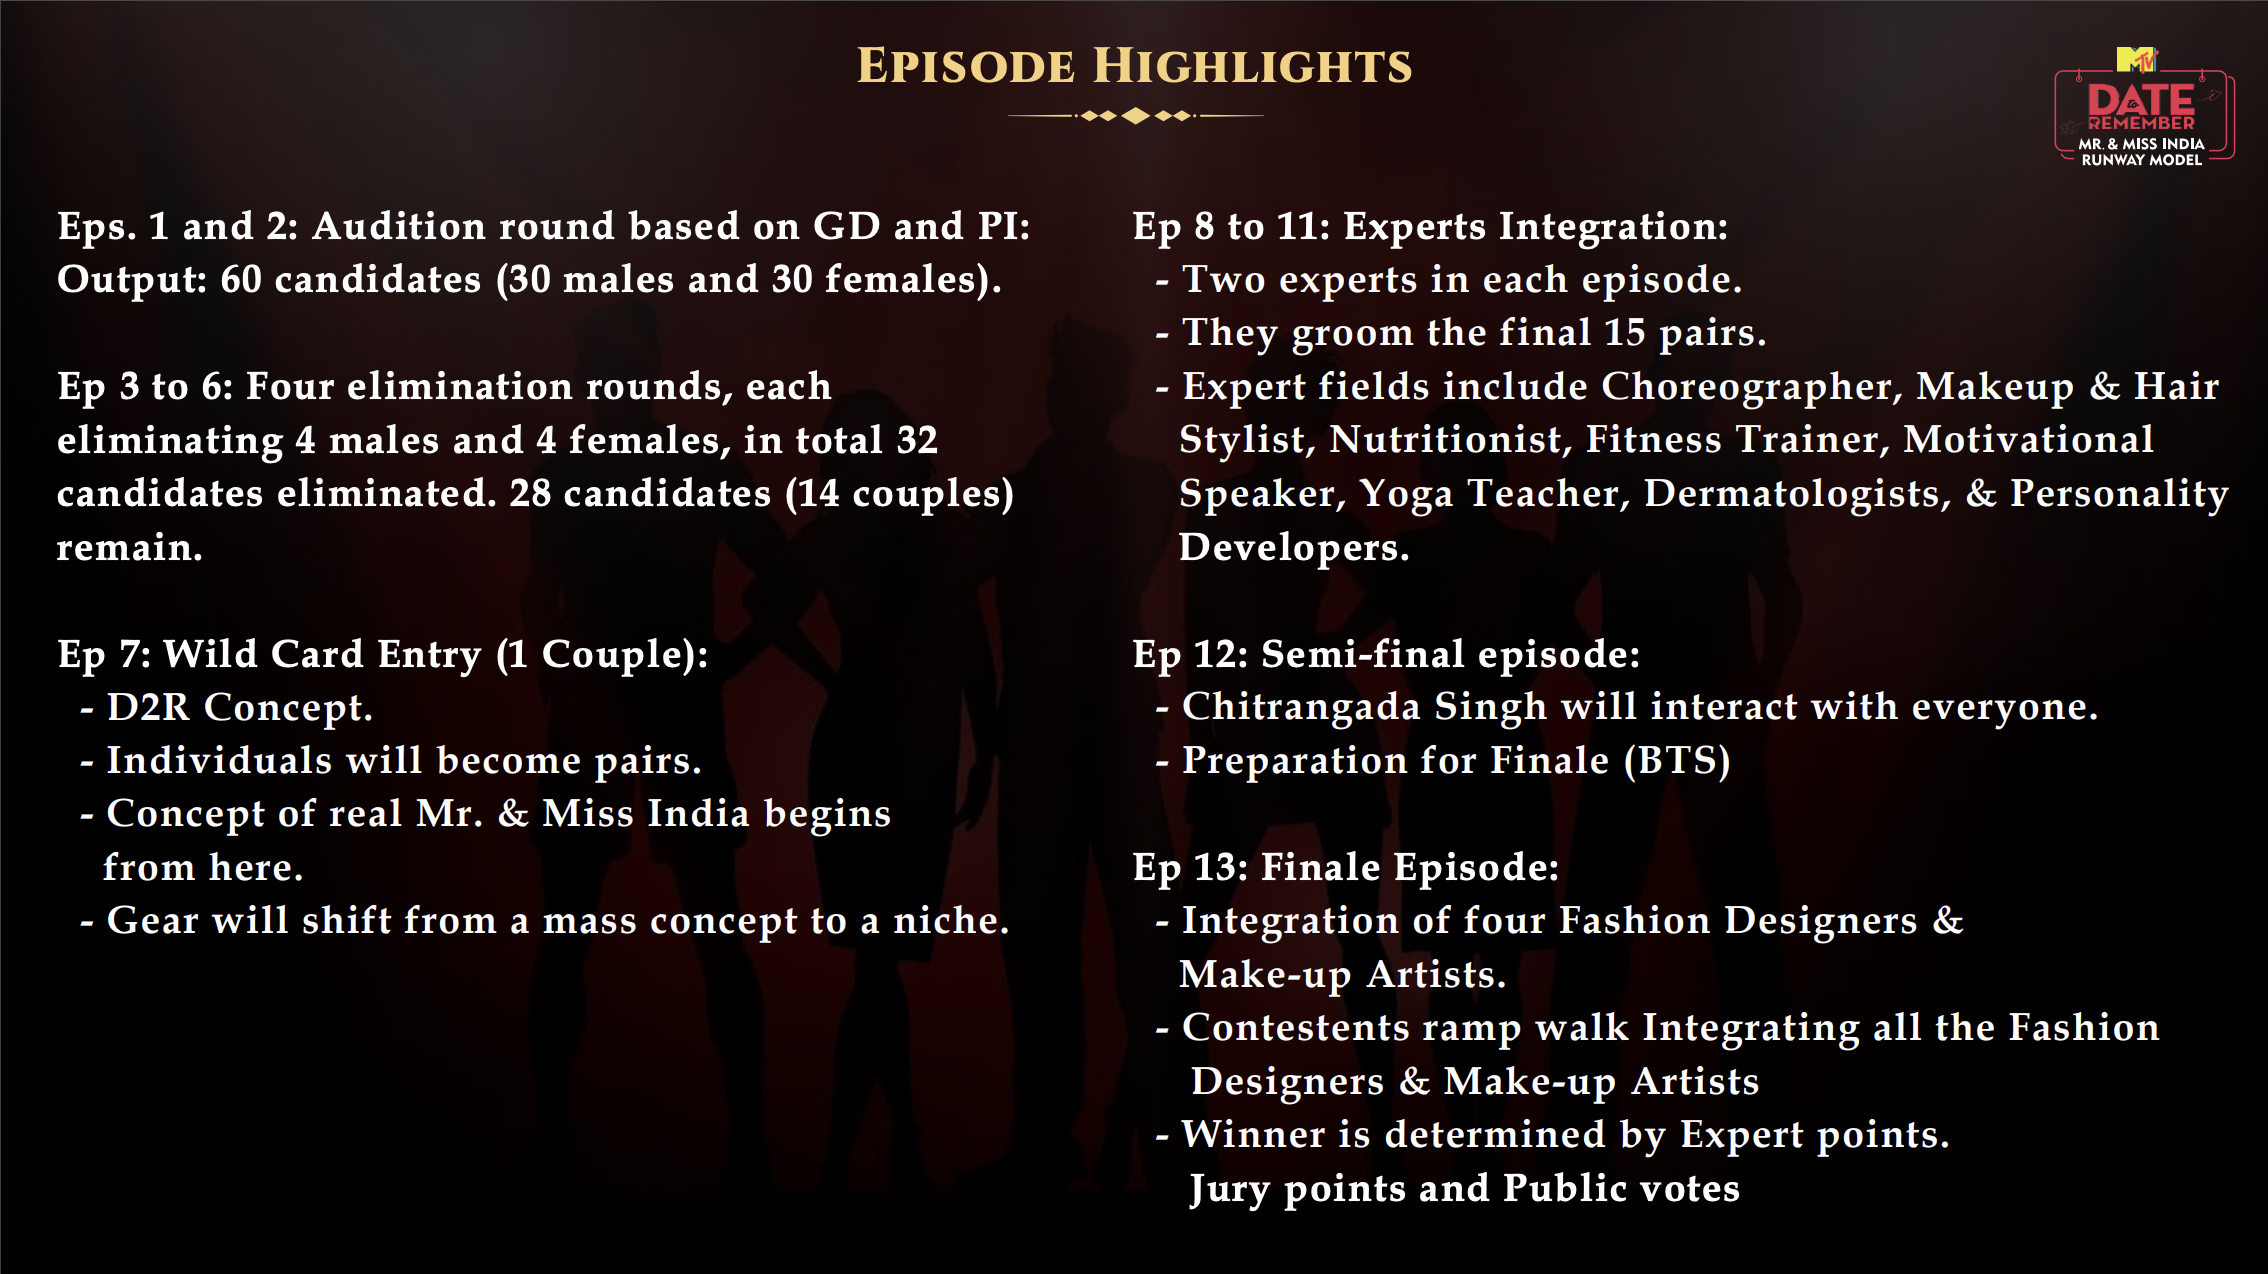 Episode Highlights
MTV
DATE
to
REMEMBER
MR. & MISS INDIA
RUNWAY MODEL
Eps. 1 and 2: Audition round based on GD and PI:
Output: 60 candidates (30 males and 30 females).
Ep 3 to 6: Four elimination rounds, each
eliminating 4 males and 4 females, in total 32
candidates eliminated. 28 candidates (14 couples)
remain.
Ep 7: Wild Card Entry (1 Couple):
- D2R Concept.
- Individuals will become pairs.
- Concept of real Mr. & Miss India begins
from here.
- Gear will shift from a mass concept to a niche.
Ep 8 to 11: Experts Integration:
- Two experts in each episode.
- They groom the final 15 pairs.
- Expert fields include Choreographer, Makeup & Hair
Stylist, Nutritionist, Fitness Trainer, Motivational
Speaker, Yoga Teacher, Dermatologists, & Personality
Developers.
Ep 12: Semi-final episode:
- Chitrangada Singh will interact with everyone.
- Preparation for Finale (BTS)
Ep 13: Finale Episode:
- Integration of four Fashion Designers &
Make-up Artists.
- Contestents ramp walk Integrating all the Fashion
Designers & Make-up Artists
- Winner is determined by Expert points.
Jury points and Public votes